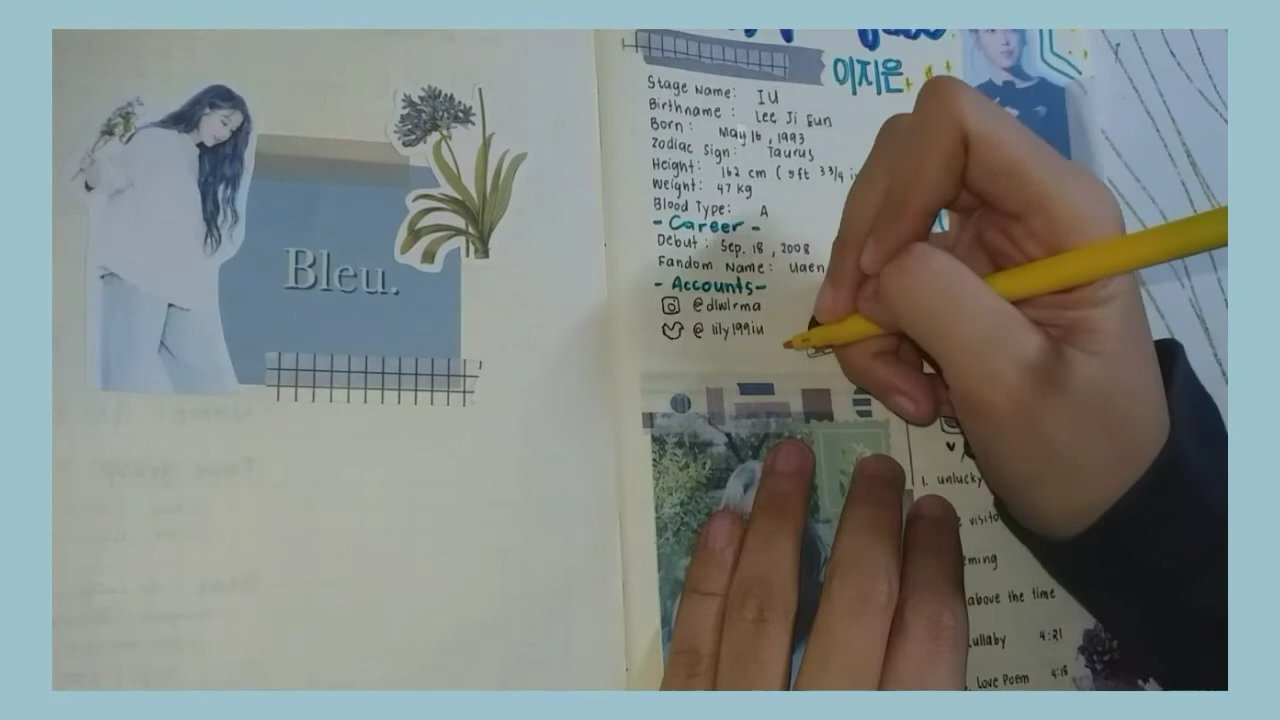 Bleu.
이지은
Stage Name: IU
Birthname: Lee Ji Eun
Born: May 16, 1993
Zodiac Sign: Taurus
Height: 162 cm (5ft 3 3/4 i
Weight: 47 kg
Blood Type: A
- Career -
Debut: Sep. 18, 2008
Fandom Name: Uaen
- Accounts -
@dlwlrma
@lily199iu
1. unlucky
visito
eming
above the time
Lullaby 4:21
Love Poem 4:18